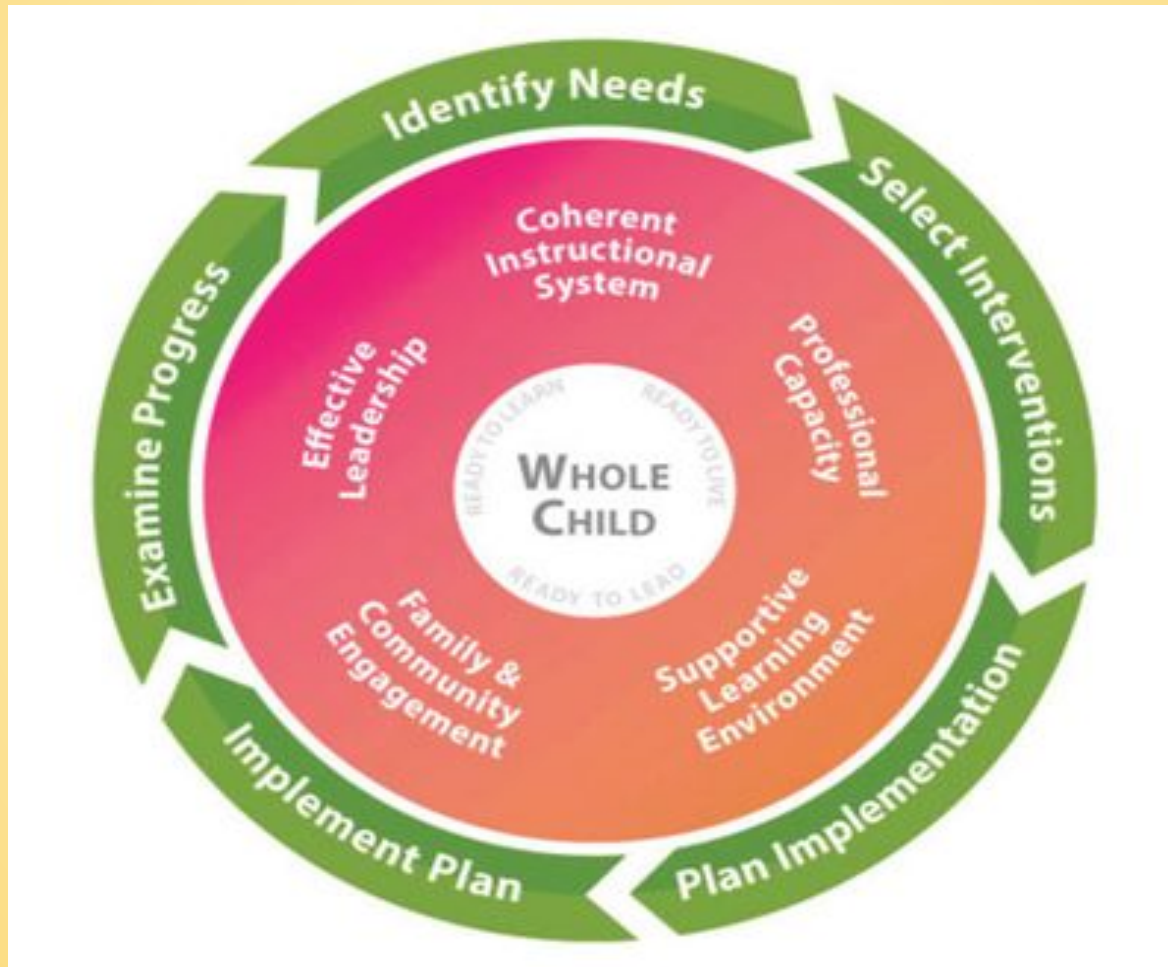 Identify Needs
Select Interventions
Plan Implementation
Implement Plan
Examine Progress
Coherent
Instructional
System
Professional
Capacity
Supportive
Learning
Environment
Family &
Community
Engagement
Effective
Leadership
READY TO LEARN
READY TO LIVE
READY TO LEAD
WHOLE
CHILD